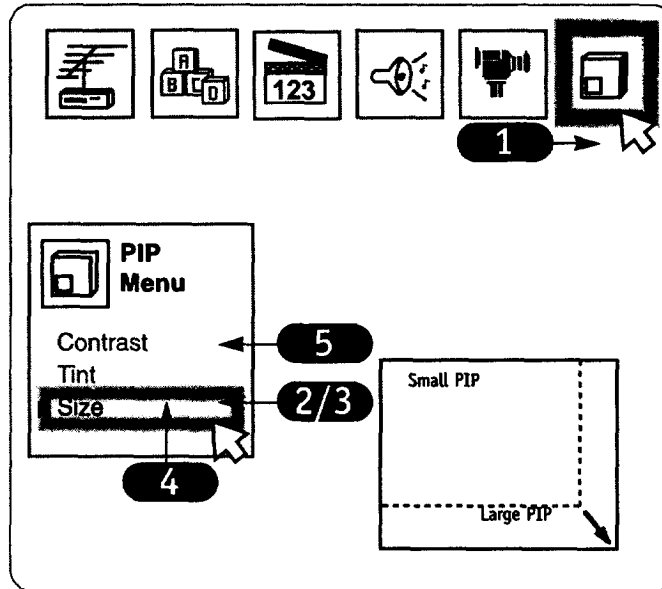 A
B C D
123
1
PIP
Menu
Contrast
5
Tint
Size
2/3
4
Small PIP
Large PIP